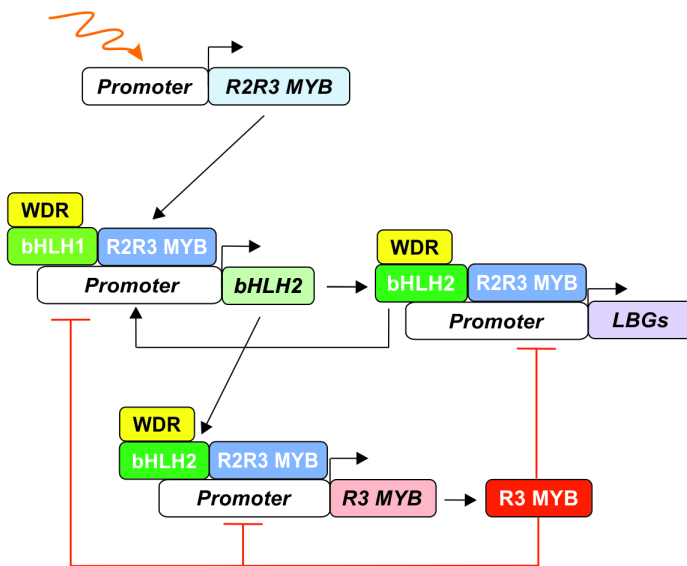 Promoter R2R3 MYB
WDR
bHLH1 R2R3 MYB
Promoter bHLH2
WDR
bHLH2 R2R3 MYB
Promoter LBGs
WDR
bHLH2 R2R3 MYB
Promoter R3 MYB
R3 MYB